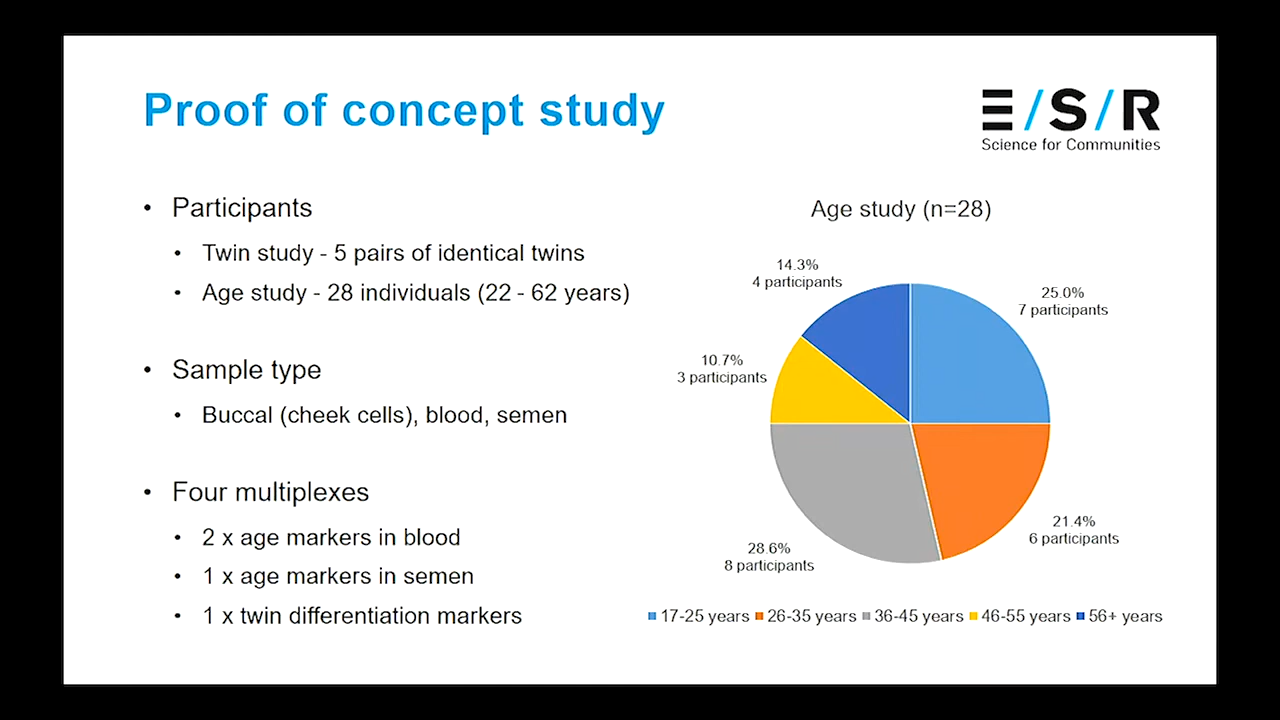 Proof of concept study
E/S/R
Science for Communities
• Participants
• Twin study - 5 pairs of identical twins
• Age study - 28 individuals (22 - 62 years)
• Sample type
• Buccal (cheek cells), blood, semen
• Four multiplexes
• 2 x age markers in blood
• 1 x age markers in semen
• 1 x twin differentiation markers
Age study (n=28)
14.3%
4 participants
25.0%
7 participants
10.7%
3 participants
21.4%
6 participants
28.6%
8 participants
17-25 years 26-35 years 36-45 years 46-55 years 56+ years